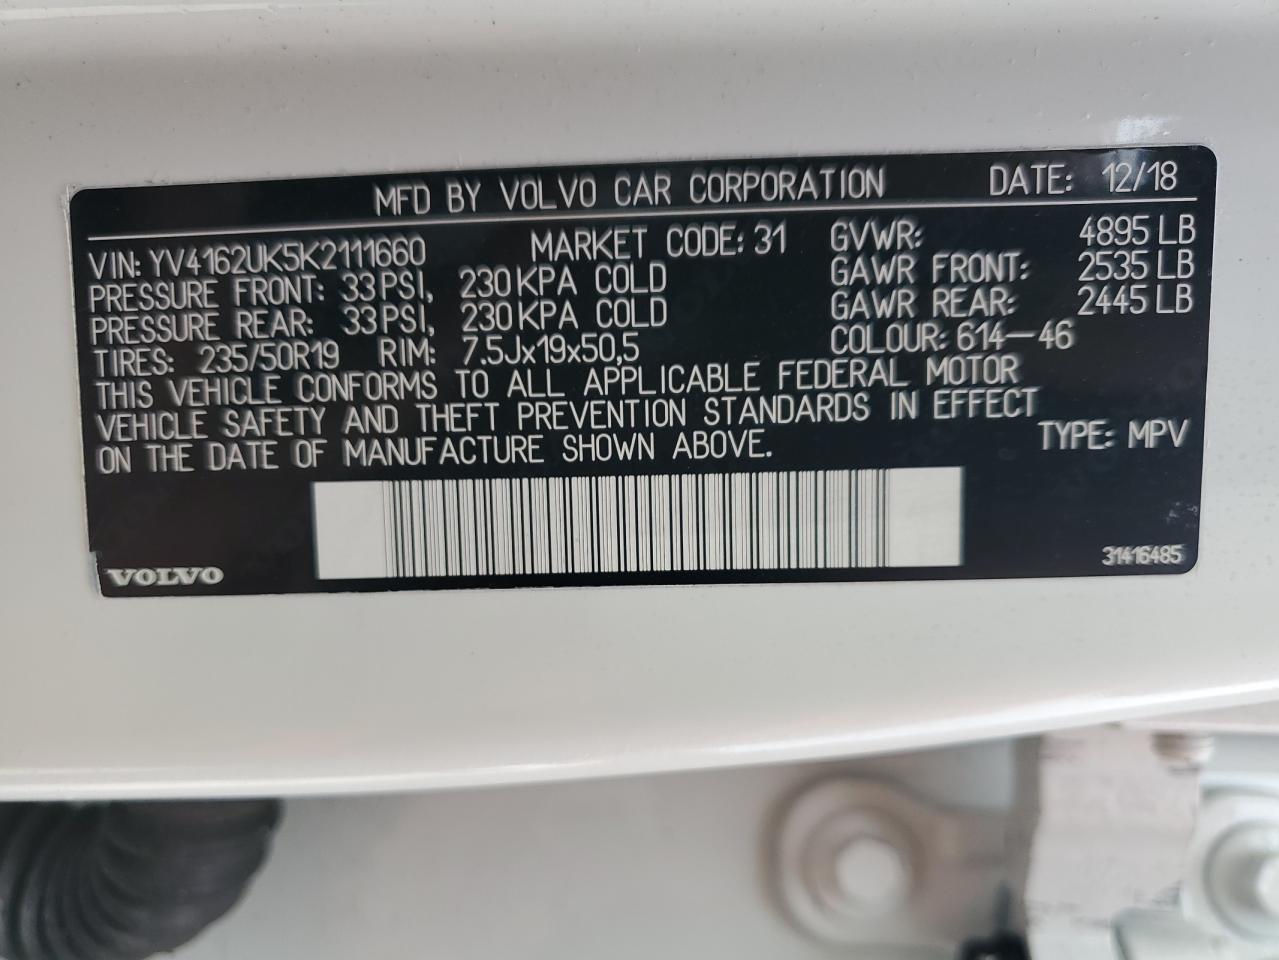 MFD BY VOLVO CAR CORPORATION DATE: 12/18
VIN: YV4162UK5K2111660 MARKET CODE: 31 GVWR: 4895 LB
PRESSURE FRONT: 33 PSI, 230 KPA COLD GAWR FRONT: 2535 LB
PRESSURE REAR: 33 PSI, 230 KPA COLD GAWR REAR: 2445 LB
TIRES: 235/50R19 RIM: 7.5Jx19x50,5 COLOUR: 614-46
THIS VEHICLE CONFORMS TO ALL APPLICABLE FEDERAL MOTOR
VEHICLE SAFETY AND THEFT PREVENTION STANDARDS IN EFFECT
ON THE DATE OF MANUFACTURE SHOWN ABOVE. TYPE: MPV
VOLVO 31416485